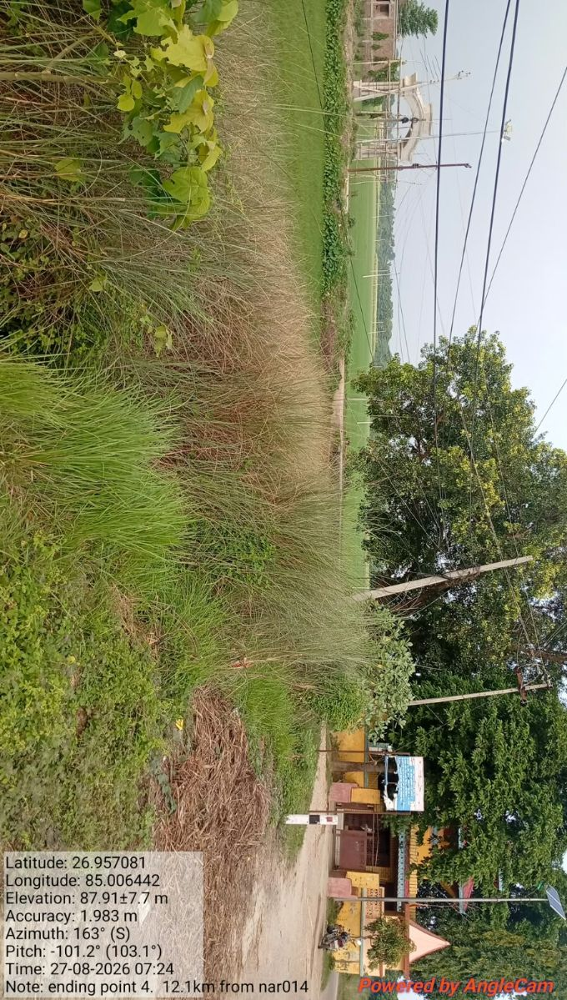 Latitude: 26.957081
Longitude: 85.006442
Elevation: 87.91±7.7 m
Accuracy: 1.983 m
Azimuth: 163° (S)
Pitch: -101.2° (103.1°)
Time: 27-08-2026 07:24
Note: ending point 4.  12.1km from nar014
Powered by AngleCam